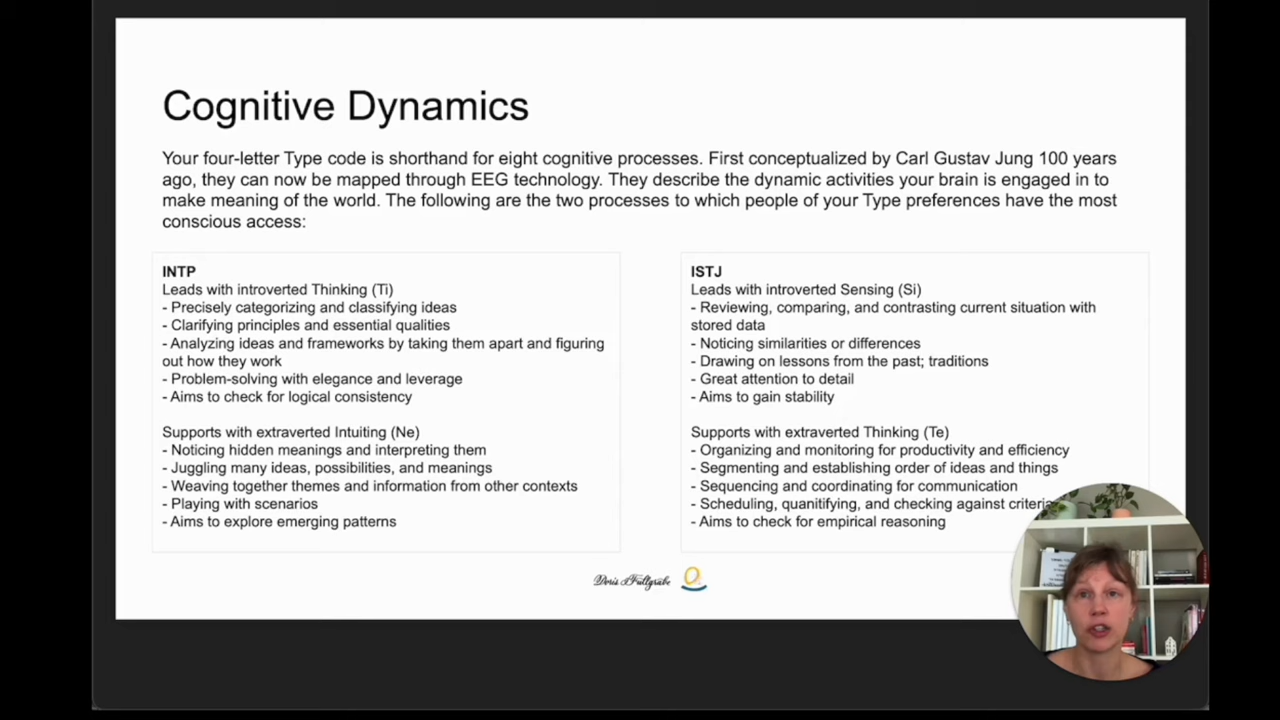 Cognitive Dynamics
Your four-letter Type code is shorthand for eight cognitive processes. First conceptualized by Carl Gustav Jung 100 years
ago, they can now be mapped through EEG technology. They describe the dynamic activities your brain is engaged in to
make meaning of the world. The following are the two processes to which people of your Type preferences have the most
conscious access:
INTP
Leads with introverted Thinking (Ti)
- Precisely categorizing and classifying ideas
- Clarifying principles and essential qualities
- Analyzing ideas and frameworks by taking them apart and figuring
out how they work
- Problem-solving with elegance and leverage
- Aims to check for logical consistency
Supports with extraverted Intuiting (Ne)
- Noticing hidden meanings and interpreting them
- Juggling many ideas, possibilities, and meanings
- Weaving together themes and information from other contexts
- Playing with scenarios
- Aims to explore emerging patterns
ISTJ
Leads with introverted Sensing (Si)
- Reviewing, comparing, and contrasting current situation with
stored data
- Noticing similarities or differences
- Drawing on lessons from the past; traditions
- Great attention to detail
- Aims to gain stability
Supports with extraverted Thinking (Te)
- Organizing and monitoring for productivity and efficiency
- Segmenting and establishing order of ideas and things
- Sequencing and coordinating for communication
- Scheduling, quanitifying, and checking against criteria
- Aims to check for empirical reasoning
Doris Füllgrabe